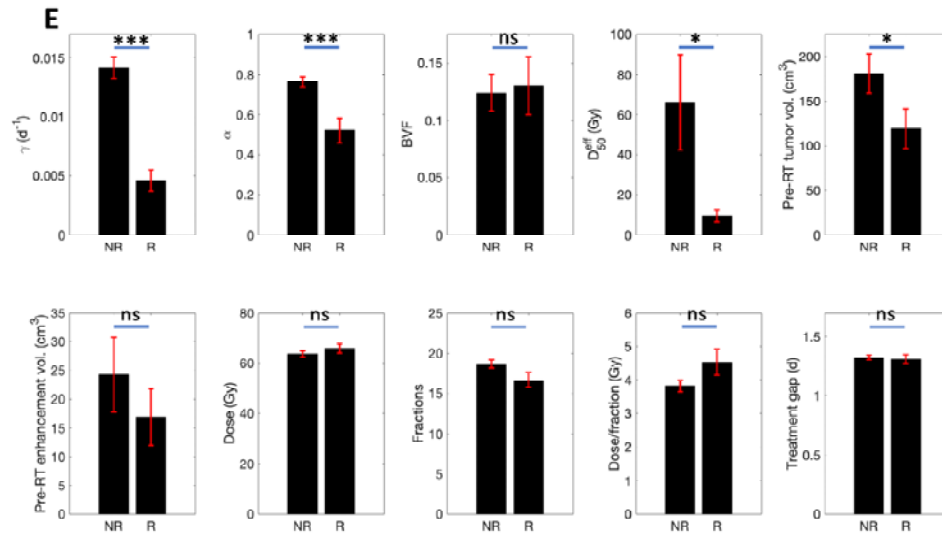 E
***
γ (d⁻¹)
0.015
0.01
0.005
0
NR R
***
α
1
0.8
0.6
0.4
0.2
0
NR R
ns
BVF
0.15
0.1
0.05
0
NR R
*
D₅₀ᵉᶠᶠ (Gy)
100
80
60
40
20
0
NR R
*
Pre-RT tumor vol. (cm³)
200
150
100
50
0
NR R
ns
Pre-RT enhancement vol. (cm³)
35
30
25
20
15
10
5
0
NR R
ns
Dose (Gy)
80
60
40
20
0
NR R
ns
Fractions
25
20
15
10
5
0
NR R
ns
Dose/fraction (Gy)
6
5
4
3
2
1
0
NR R
ns
Treatment gap (d)
1.5
1
0.5
0
NR R